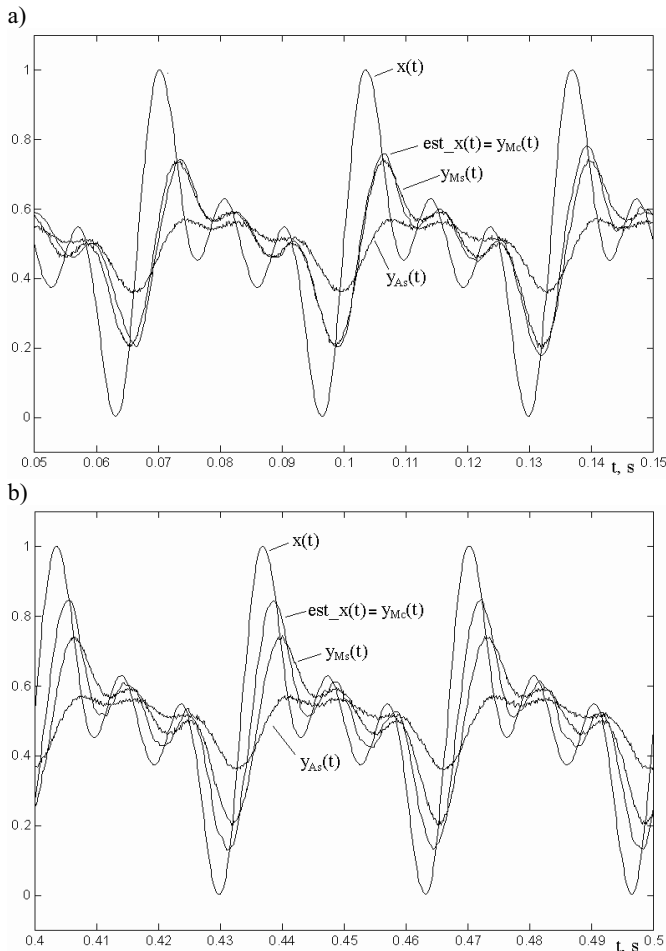 a)
x(t)
est_x(t) = yMc(t)
yMs(t)
yAs(t)
1
0.8
0.6
0.4
0.2
0
0.05 0.06 0.07 0.08 0.09 0.1 0.11 0.12 0.13 0.14 0.15
t, s
b)
x(t)
est_x(t) = yMc(t)
yMs(t)
yAs(t)
1
0.8
0.6
0.4
0.2
0
0.4 0.41 0.42 0.43 0.44 0.45 0.46 0.47 0.48 0.49 0.5
t, s